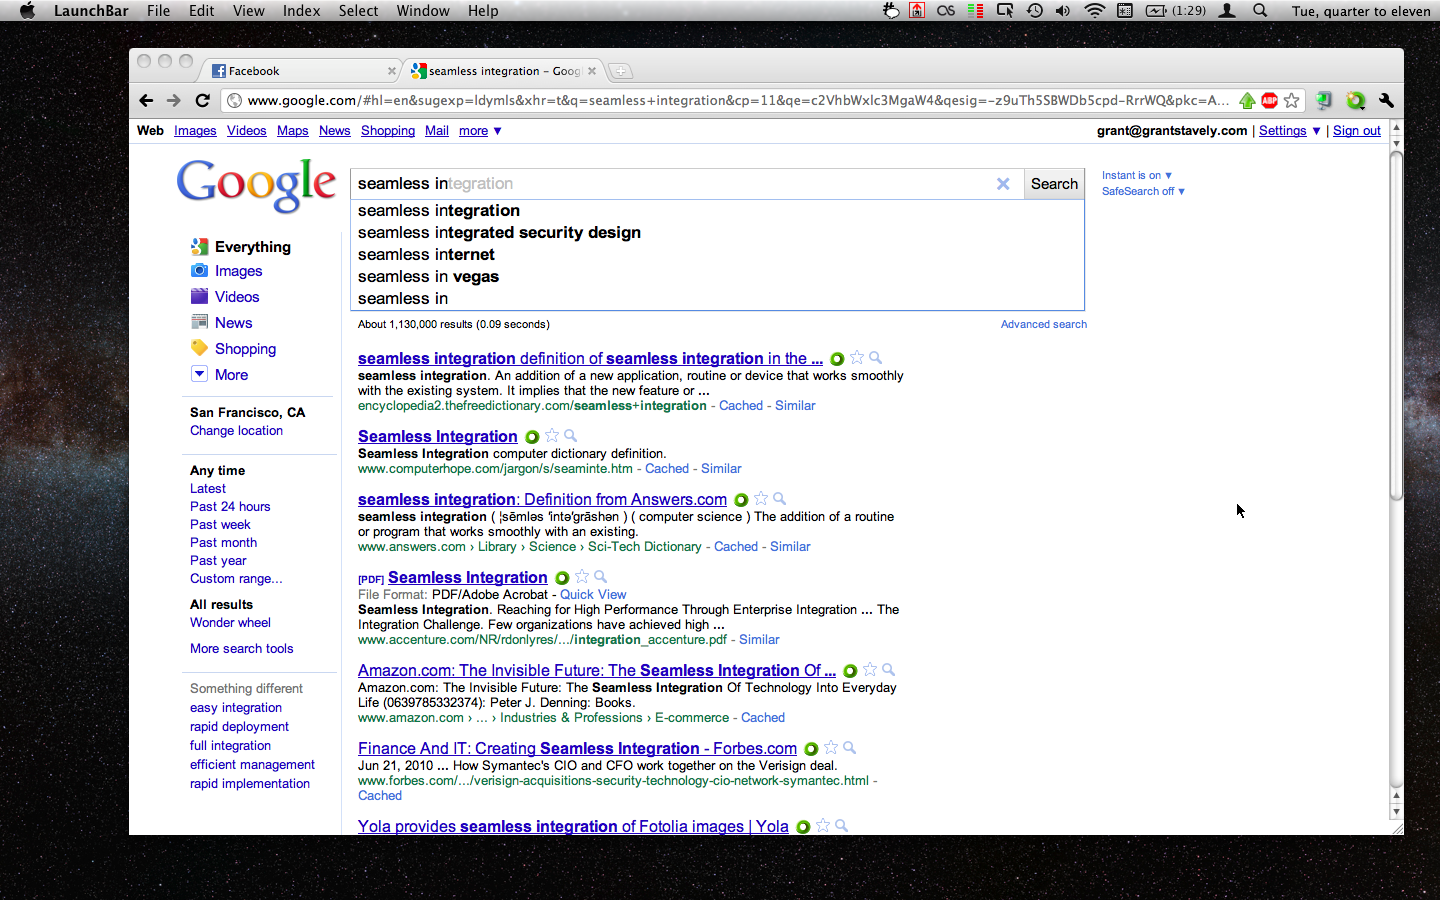 LaunchBar File Edit View Index Select Window Help (1:29) Tue, quarter to eleven
Facebook seamless integration – Goog
www.google.com/#hl=en&sugexp=ldymls&xhr=t&q=seamless+integration&cp=11&qe=c2VhbWxlc3MgaW4&qesig=-z9uTh5SBWDb5cpd-RrrWQ&pkc=A...
ABP
Web Images Videos Maps News Shopping Mail more ▼ grant@grantstavely.com | Settings ▼ | Sign out
Google
seamless integration Search
Instant is on ▼
SafeSearch off ▼
seamless integration
seamless integrated security design
seamless internet
seamless in vegas
seamless in
About 1,130,000 results (0.09 seconds) Advanced search
Everything
Images
Videos
News
Shopping
More
San Francisco, CA
Change location
Any time
Latest
Past 24 hours
Past week
Past month
Past year
Custom range...
All results
Wonder wheel
More search tools
Something different
easy integration
rapid deployment
full integration
efficient management
rapid implementation
seamless integration definition of seamless integration in the ...
seamless integration. An addition of a new application, routine or device that works smoothly
with the existing system. It implies that the new feature or ...
encyclopedia2.thefreedictionary.com/seamless+integration - Cached - Similar
Seamless Integration
Seamless Integration computer dictionary definition.
www.computerhope.com/jargon/s/seaminte.htm - Cached - Similar
seamless integration: Definition from Answers.com
seamless integration ( ¦sēmləs ′intə′grāshən ) ( computer science ) The addition of a routine
or program that works smoothly with an existing.
www.answers.com › Library › Science › Sci-Tech Dictionary - Cached - Similar
[PDF] Seamless Integration
File Format: PDF/Adobe Acrobat - Quick View
Seamless Integration. Reaching for High Performance Through Enterprise Integration ... The
Integration Challenge. Few organizations have achieved high ...
www.accenture.com/NR/rdonlyres/.../integration_accenture.pdf - Similar
Amazon.com: The Invisible Future: The Seamless Integration Of ...
Amazon.com: The Invisible Future: The Seamless Integration Of Technology Into Everyday
Life (0639785332374): Peter J. Denning: Books.
www.amazon.com › ... › Industries & Professions › E-commerce - Cached
Finance And IT: Creating Seamless Integration - Forbes.com
Jun 21, 2010 ... How Symantec's CIO and CFO work together on the Verisign deal.
www.forbes.com/.../verisign-acquisitions-security-technology-cio-network-symantec.html -
Cached
Yola provides seamless integration of Fotolia images | Yola